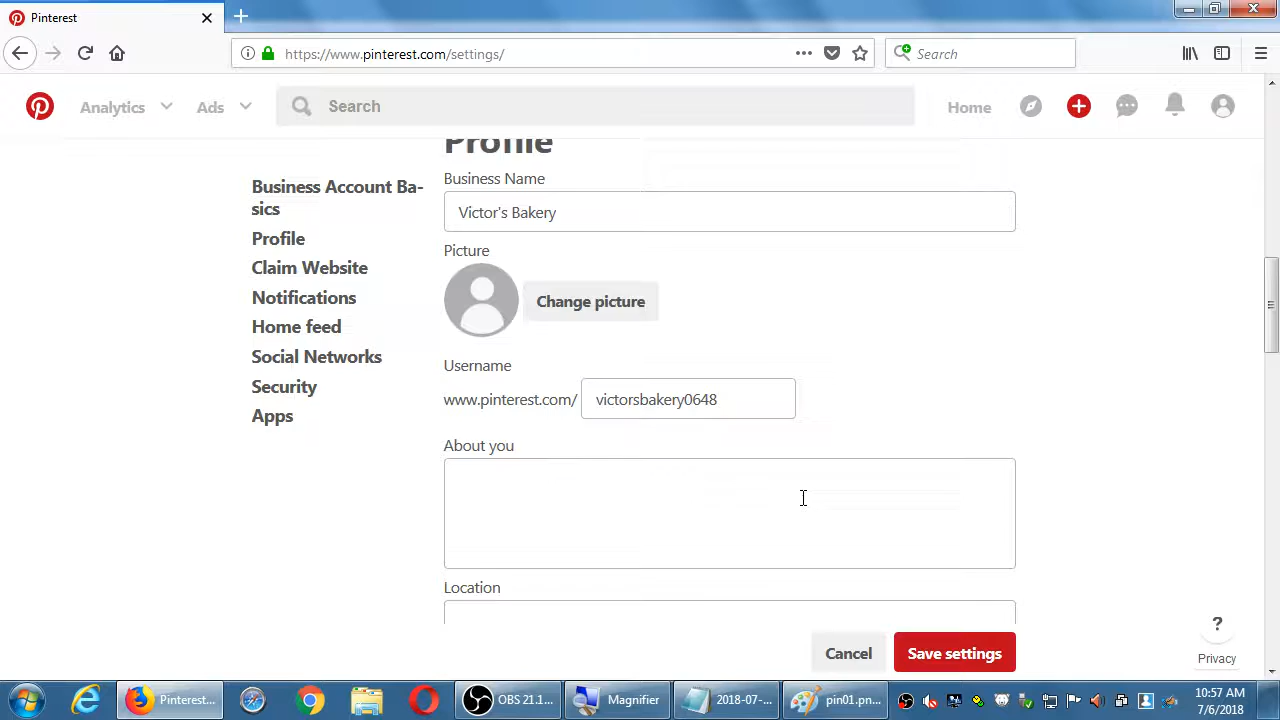 Pinterest
https://www.pinterest.com/settings/
Search
Analytics
Ads
Search
Home
Profile
Business Account Ba-
sics
Profile
Claim Website
Notifications
Home feed
Social Networks
Security
Apps
Business Name
Victor's Bakery
Picture
Change picture
Username
www.pinterest.com/ victorsbakery0648
About you
Location
Cancel
Save settings
?
Privacy
Pinterest...
OBS 21.1...
Magnifier
2018-07-...
pin01.pn...
10:57 AM
7/6/2018